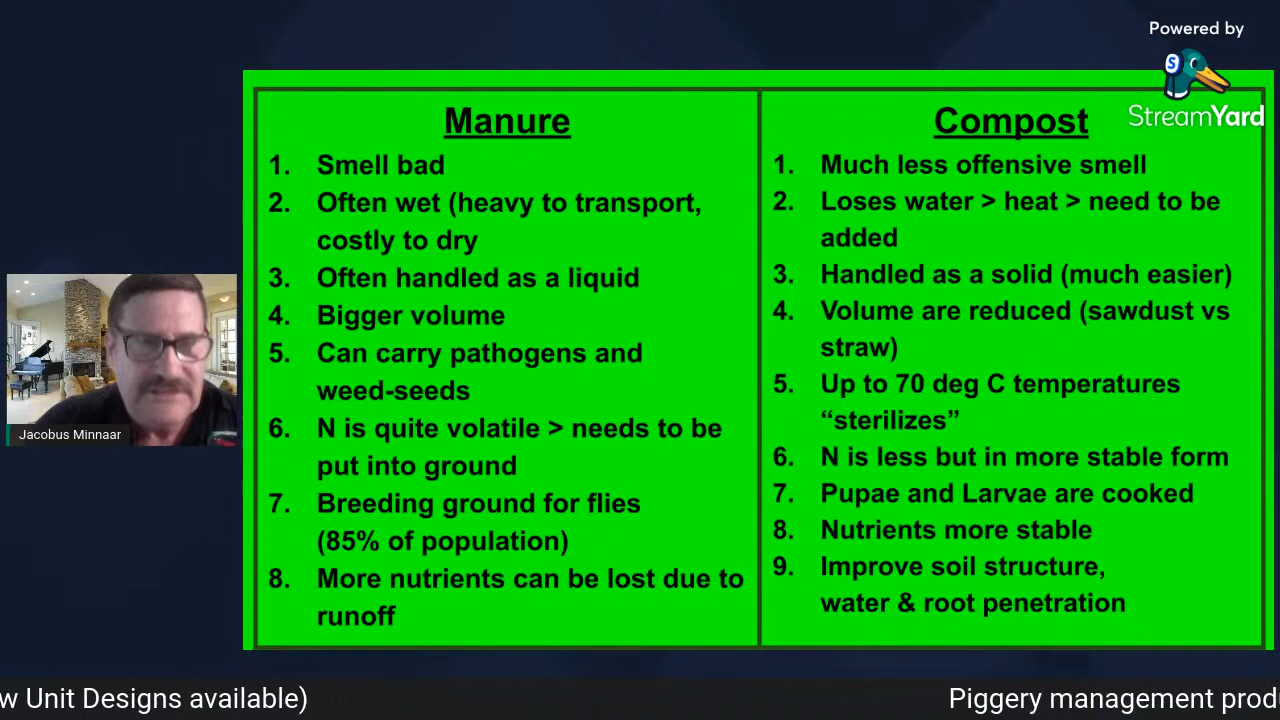 Powered by
StreamYard
Manure
1. Smell bad
2. Often wet (heavy to transport,
costly to dry
3. Often handled as a liquid
4. Bigger volume
5. Can carry pathogens and
weed-seeds
6. N is quite volatile > needs to be
put into ground
7. Breeding ground for flies
(85% of population)
8. More nutrients can be lost due to
runoff
Compost
1. Much less offensive smell
2. Loses water > heat > need to be
added
3. Handled as a solid (much easier)
4. Volume are reduced (sawdust vs
straw)
5. Up to 70 deg C temperatures
“sterilizes”
6. N is less but in more stable form
7. Pupae and Larvae are cooked
8. Nutrients more stable
9. Improve soil structure,
water & root penetration
Jacobus Minnaar
w Unit Designs available)
Piggery management prod